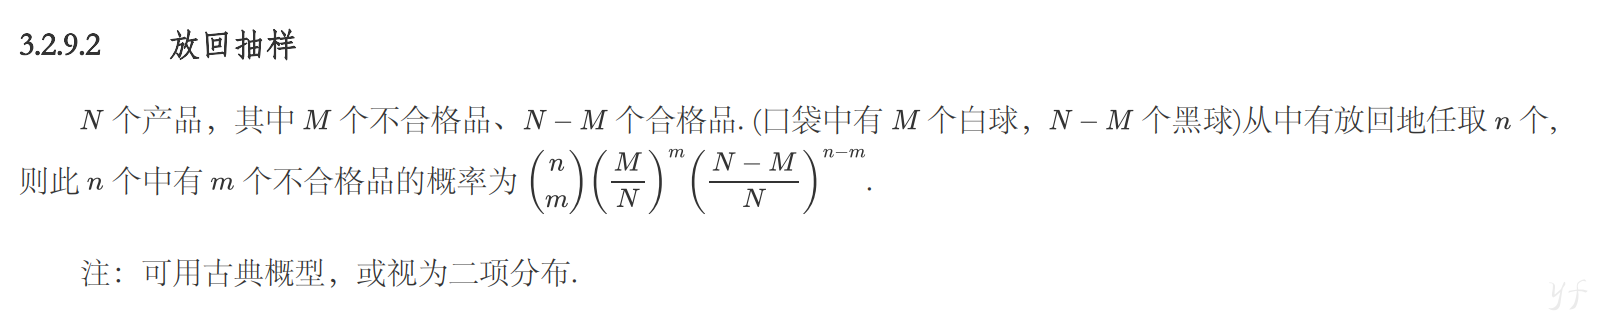 3.2.9.2 放回抽样
N 个产品，其中 M 个不合格品、N − M 个合格品. (口袋中有 M 个白球，N − M 个黑球)从中有放回地任取 n 个,
则此 n 个中有 m 个不合格品的概率为 \binom{n}{m} \left(\frac{M}{N}\right)^{m} \left(\frac{N-M}{N}\right)^{n-m}.
注：可用古典概型，或视为二项分布.
yf